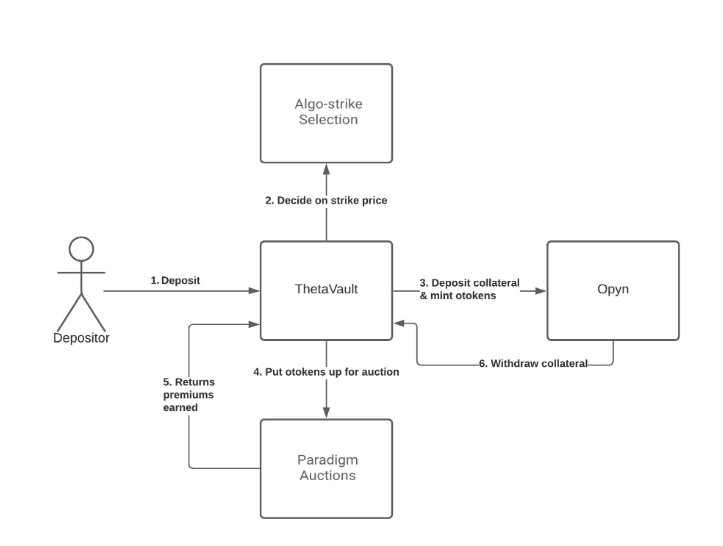 Algo-strike
Selection
2. Decide on strike price
1. Deposit
ThetaVault
3. Deposit collateral
& mint otokens
Opyn
Depositor
6. Withdraw collateral
4. Put otokens up for auction
5. Returns
premiums
earned
Paradigm
Auctions